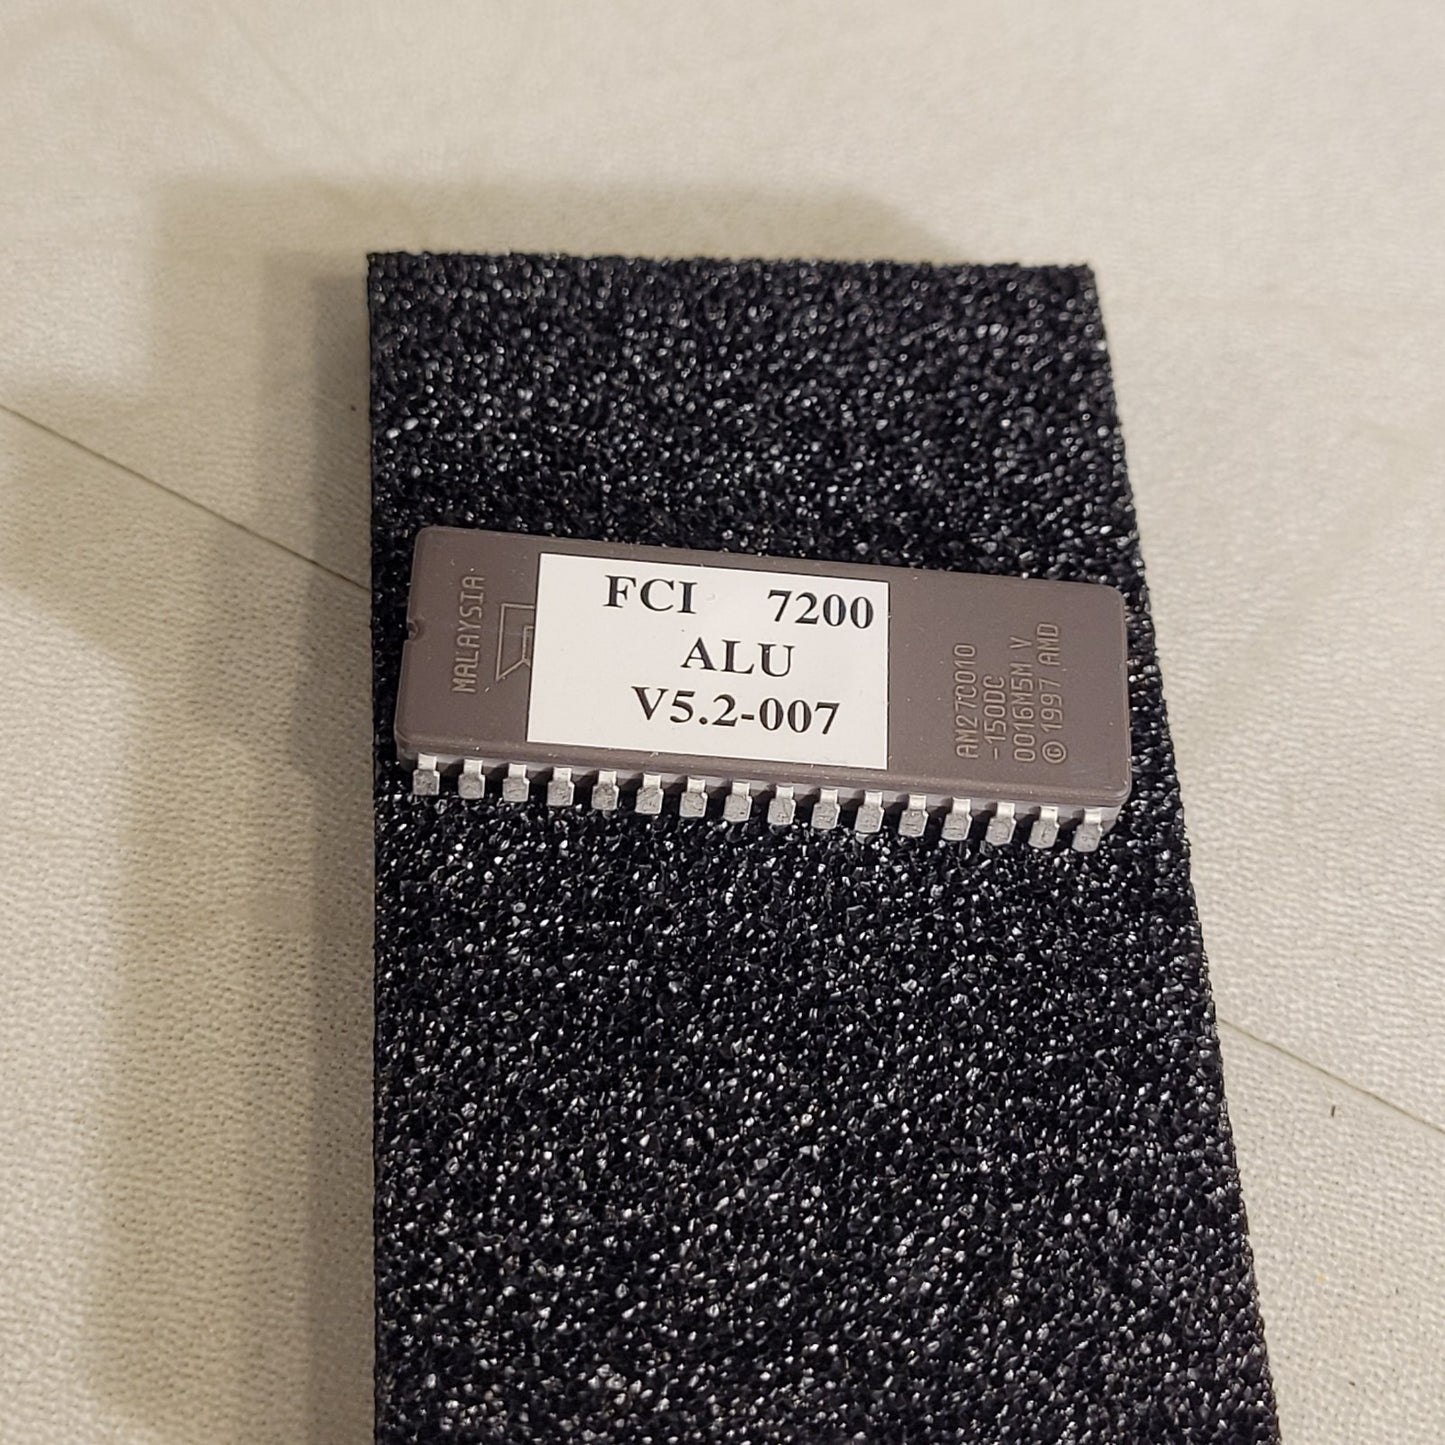 MALAYSIA
FCI 7200
ALU
V5.2-007
AM27C010
-150DC
0016M5M V
© 1997 AMD